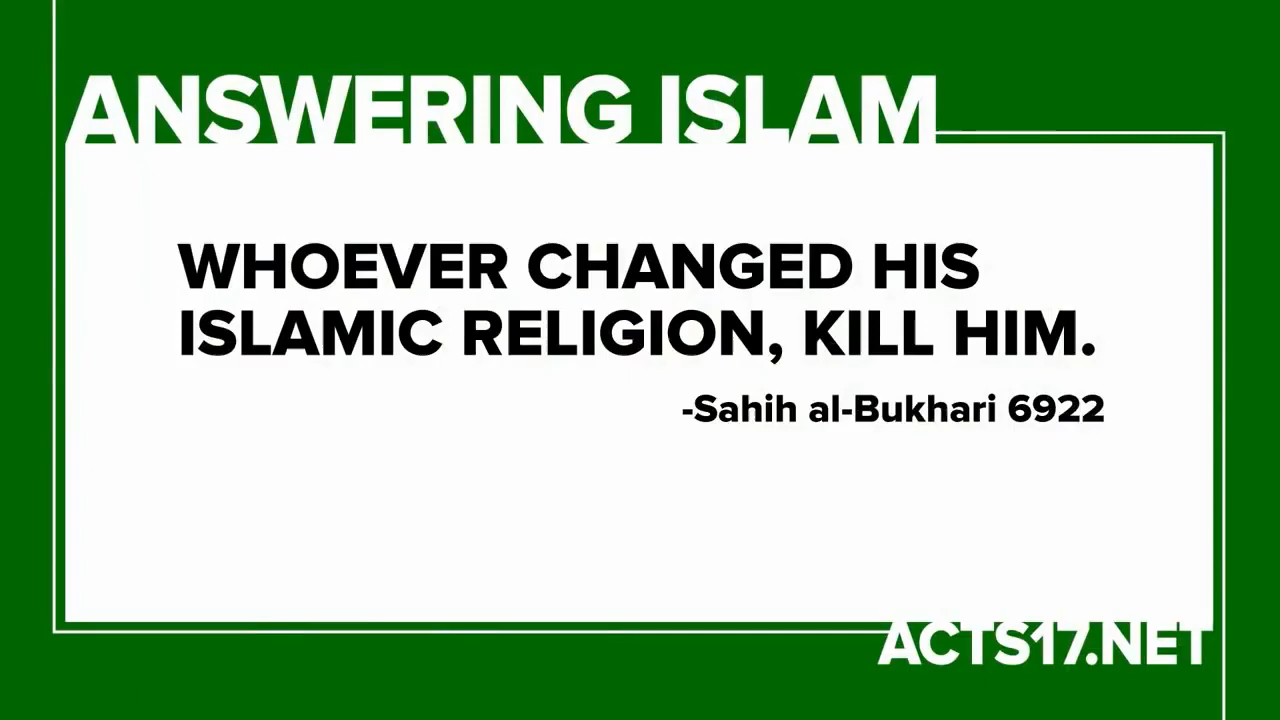 ANSWERING ISLAM
WHOEVER CHANGED HIS
ISLAMIC RELIGION, KILL HIM.
-Sahih al-Bukhari 6922
ACTS17.NET